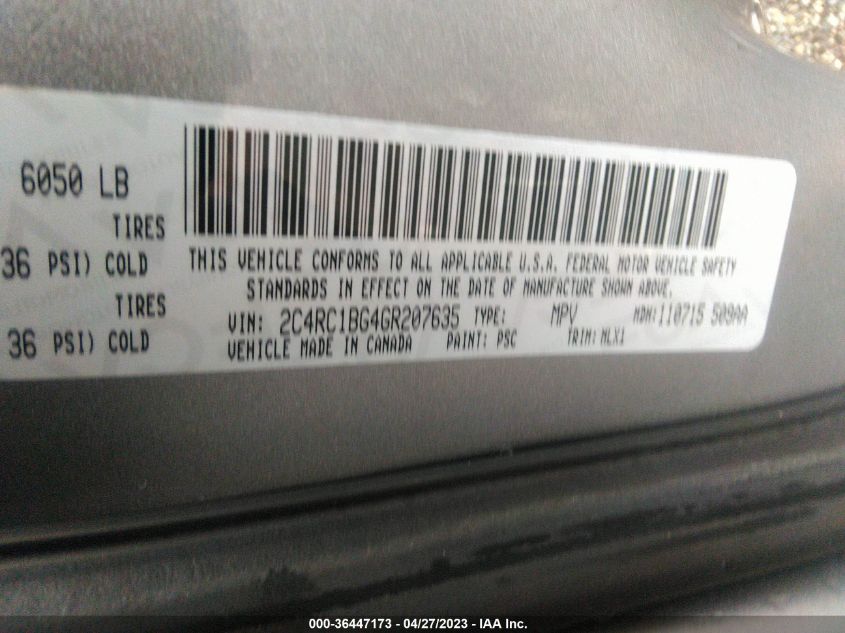 6050 LB
TIRES
36 PSI) COLD
TIRES
36 PSI) COLD
THIS VEHICLE CONFORMS TO ALL APPLICABLE U.S.A. FEDERAL MOTOR VEHICLE SAFETY
STANDARDS IN EFFECT ON THE DATE OF MANUFACTURE SHOWN ABOVE.
VIN: 2C4RC1BG4GR207635 TYPE: MPV MDH:110715 509AA
VEHICLE MADE IN CANADA PAINT: PSC TRIM: MLX1
000-36447173 - 04/27/2023 - IAA Inc.